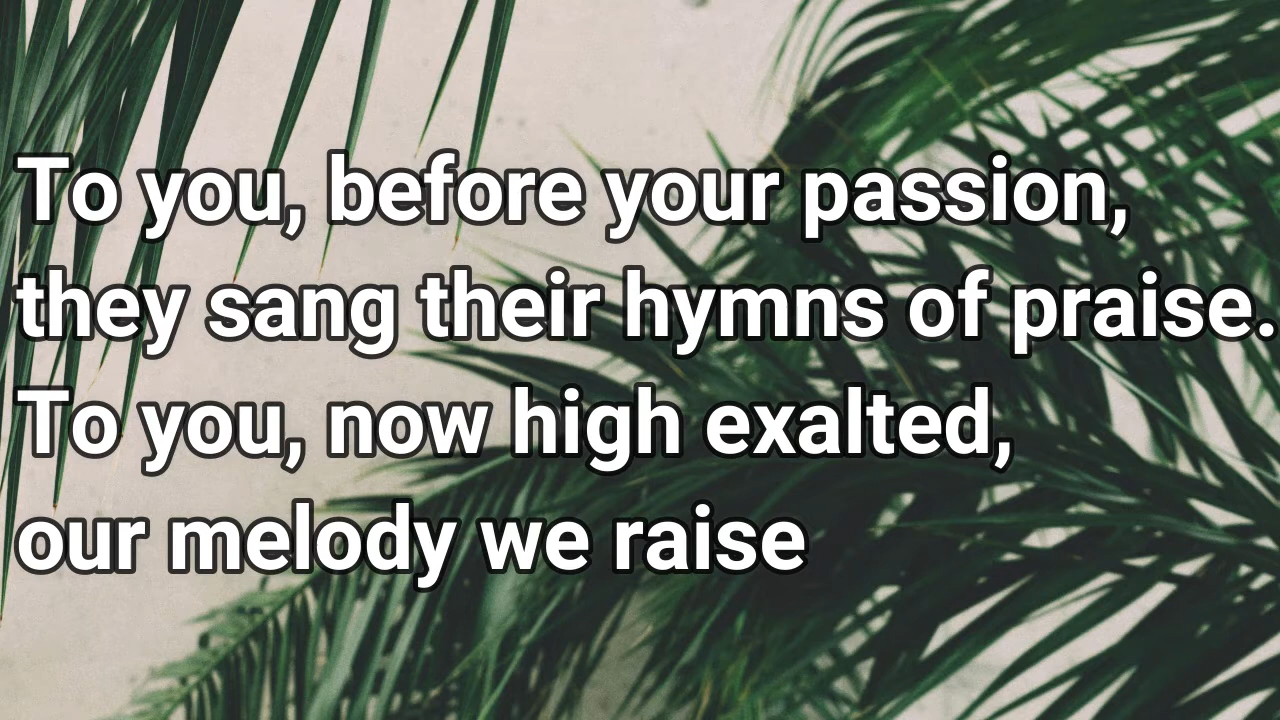 To you, before your passion,
they sang their hymns of praise.
To you, now high exalted,
our melody we raise